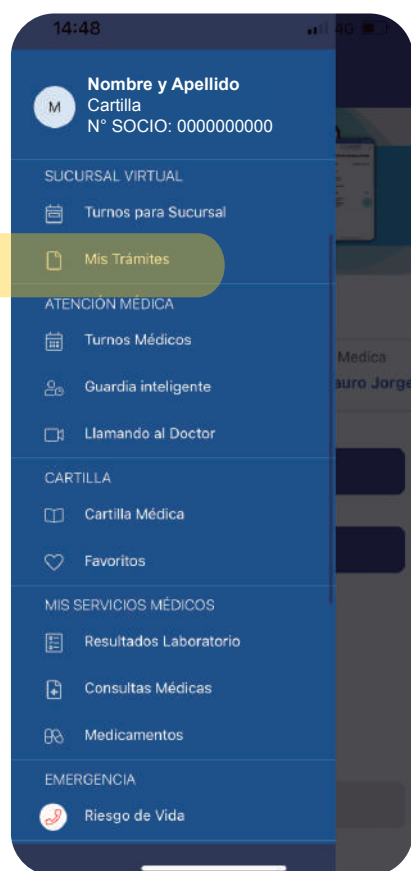 14:48
4G
M
Nombre y Apellido
Cartilla
N° SOCIO: 0000000000
SUCURSAL VIRTUAL
Turnos para Sucursal
Mis Trámites
ATENCIÓN MÉDICA
Turnos Médicos
Medica
Guardia inteligente
auro Jorge
Llamando al Doctor
CARTILLA
Cartilla Médica
Favoritos
MIS SERVICIOS MÉDICOS
Resultados Laboratorio
Consultas Médicas
Medicamentos
EMERGENCIA
Riesgo de Vida